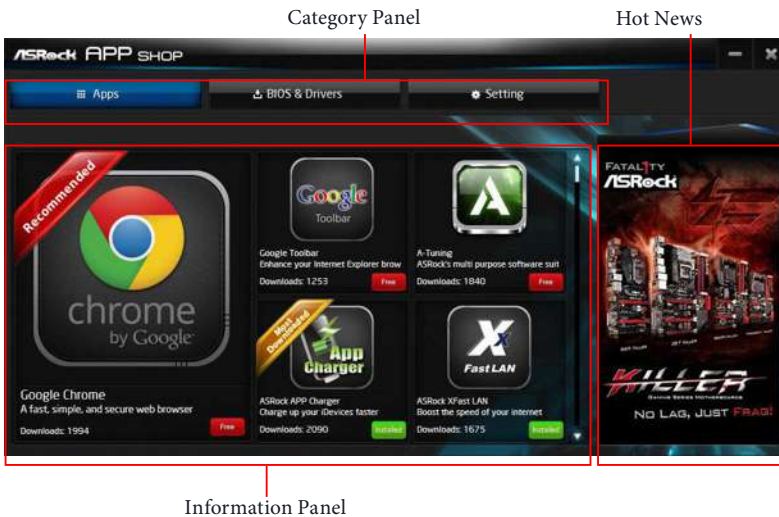 Category Panel
Hot News
ASRock APP SHOP
Apps
BIOS & Drivers
Setting
Recommended
chrome
by Google
Google Chrome
A fast, simple, and secure web browser
Downloads: 1994
Free
Google
Toolbar
Google Toolbar
Enhance your Internet Explorer brow
Downloads: 1253
Free
A-Tuning
ASRock's multi purpose software suit
Downloads: 1840
Free
Most
Downloaded
App
Charger
ASRock APP Charger
Charge up your iDevices faster
Downloads: 2090
Installed
X
Fast LAN
ASRock XFast LAN
Boost the speed of your internet
Downloads: 1675
Installed
FATAL1TY
ASRock
KILLER
GAMING SERIES MOTHERBOARDS
NO LAG, JUST FRAG!
Information Panel